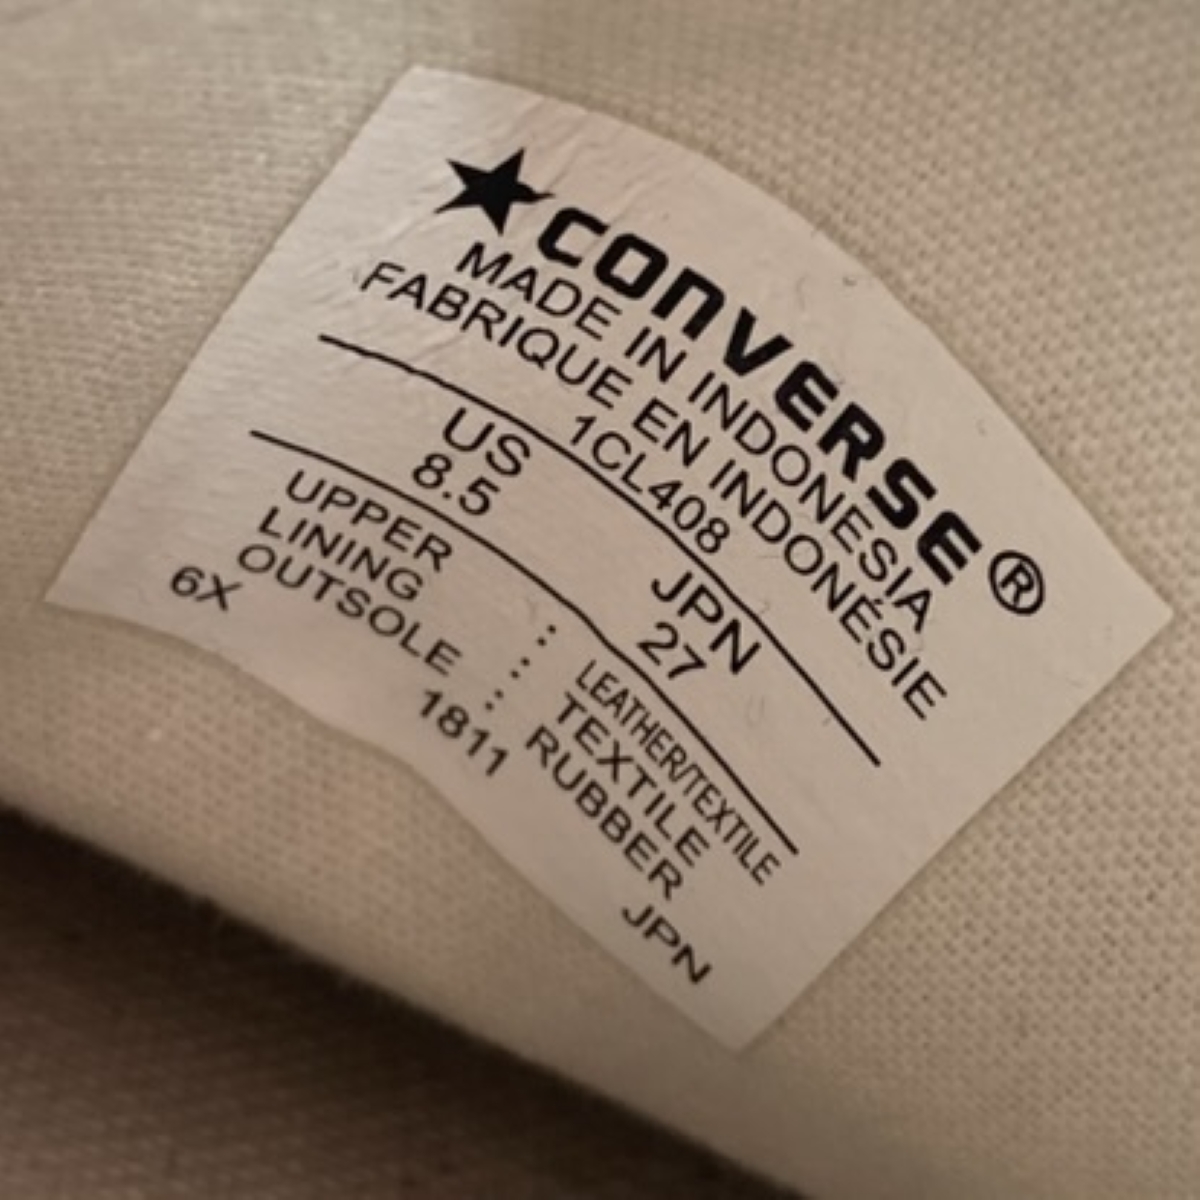 ★CONVERSE®
MADE IN INDONESIA
FABRIQUE EN INDONÉSIE
1CL408
US JPN
8.5 27
UPPER : LEATHER/TEXTILE
LINING : TEXTILE
OUTSOLE : RUBBER
6X 1811 JPN